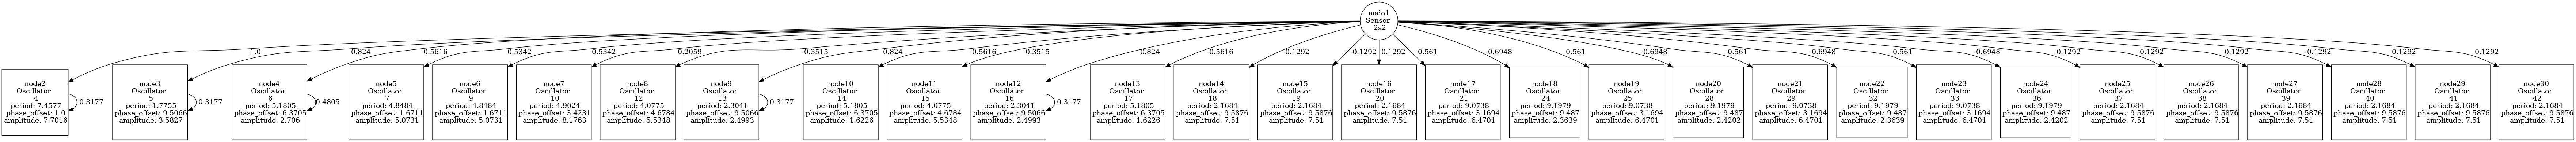 node1
Sensor
2s2
1.0
0.824
-0.5616
0.5342
0.5342
0.2059
-0.3515
0.824
-0.5616
-0.3515
0.824
-0.5616
-0.1292
-0.1292
-0.1292
-0.561
-0.6948
-0.561
-0.6948
-0.561
-0.6948
-0.561
-0.6948
-0.1292
-0.1292
-0.1292
-0.1292
-0.1292
-0.1292
node2
Oscillator
4
period: 7.4577
phase_offset: 1.0
amplitude: 7.7016
-0.3177
node3
Oscillator
5
period: 1.7755
phase_offset: 9.5066
amplitude: 3.5827
-0.3177
node4
Oscillator
6
period: 5.1805
phase_offset: 6.3705
amplitude: 2.706
0.4805
node5
Oscillator
7
period: 4.8484
phase_offset: 1.6711
amplitude: 5.0731
node6
Oscillator
9
period: 4.8484
phase_offset: 1.6711
amplitude: 5.0731
node7
Oscillator
10
period: 4.9024
phase_offset: 3.4231
amplitude: 8.1763
node8
Oscillator
12
period: 4.0775
phase_offset: 4.6784
amplitude: 5.5348
node9
Oscillator
13
period: 2.3041
phase_offset: 9.5066
amplitude: 2.4993
-0.3177
node10
Oscillator
14
period: 5.1805
phase_offset: 6.3705
amplitude: 1.6226
node11
Oscillator
15
period: 4.0775
phase_offset: 4.6784
amplitude: 5.5348
node12
Oscillator
16
period: 2.3041
phase_offset: 9.5066
amplitude: 2.4993
-0.3177
node13
Oscillator
17
period: 5.1805
phase_offset: 6.3705
amplitude: 1.6226
node14
Oscillator
18
period: 2.1684
phase_offset: 9.5876
amplitude: 7.51
node15
Oscillator
19
period: 2.1684
phase_offset: 9.5876
amplitude: 7.51
node16
Oscillator
20
period: 2.1684
phase_offset: 9.5876
amplitude: 7.51
node17
Oscillator
21
period: 9.0738
phase_offset: 3.1694
amplitude: 6.4701
node18
Oscillator
24
period: 9.1979
phase_offset: 9.487
amplitude: 2.3639
node19
Oscillator
25
period: 9.0738
phase_offset: 3.1694
amplitude: 6.4701
node20
Oscillator
28
period: 9.1979
phase_offset: 9.487
amplitude: 2.4202
node21
Oscillator
29
period: 9.0738
phase_offset: 3.1694
amplitude: 6.4701
node22
Oscillator
32
period: 9.1979
phase_offset: 9.487
amplitude: 2.3639
node23
Oscillator
33
period: 9.0738
phase_offset: 3.1694
amplitude: 6.4701
node24
Oscillator
36
period: 9.1979
phase_offset: 9.487
amplitude: 2.4202
node25
Oscillator
37
period: 2.1684
phase_offset: 9.5876
amplitude: 7.51
node26
Oscillator
38
period: 2.1684
phase_offset: 9.5876
amplitude: 7.51
node27
Oscillator
39
period: 2.1684
phase_offset: 9.5876
amplitude: 7.51
node28
Oscillator
40
period: 2.1684
phase_offset: 9.5876
amplitude: 7.51
node29
Oscillator
41
period: 2.1684
phase_offset: 9.5876
amplitude: 7.51
node30
Oscillator
42
period: 2.1684
phase_offset: 9.5876
amplitude: 7.51